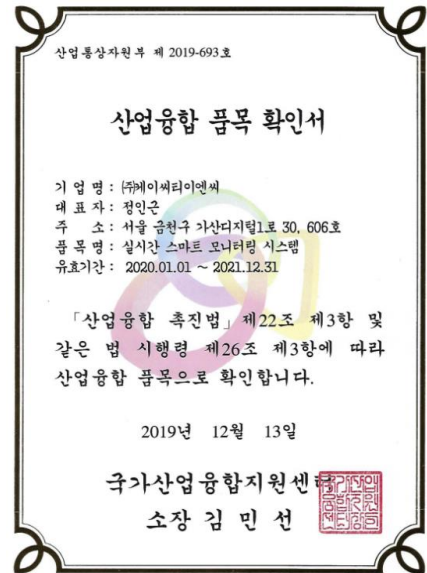 산업통상자원부 제 2019-693호
산업융합 품목 확인서
기 업 명 : ㈜케이씨티이엔씨
대 표 자 : 정인근
주 소 : 서울 금천구 가산디지털1로 30, 606호
품 목 명 : 실시간 스마트 모니터링 시스템
유효기간 : 2020.01.01 ~ 2021.12.31
「산업융합 촉진법」제22조 제3항 및
같은 법 시행령 제26조 제3항에 따라
산업융합 품목으로 확인합니다.
2019년 12월 13일
국가산업융합지원센터
소장 김 민 선